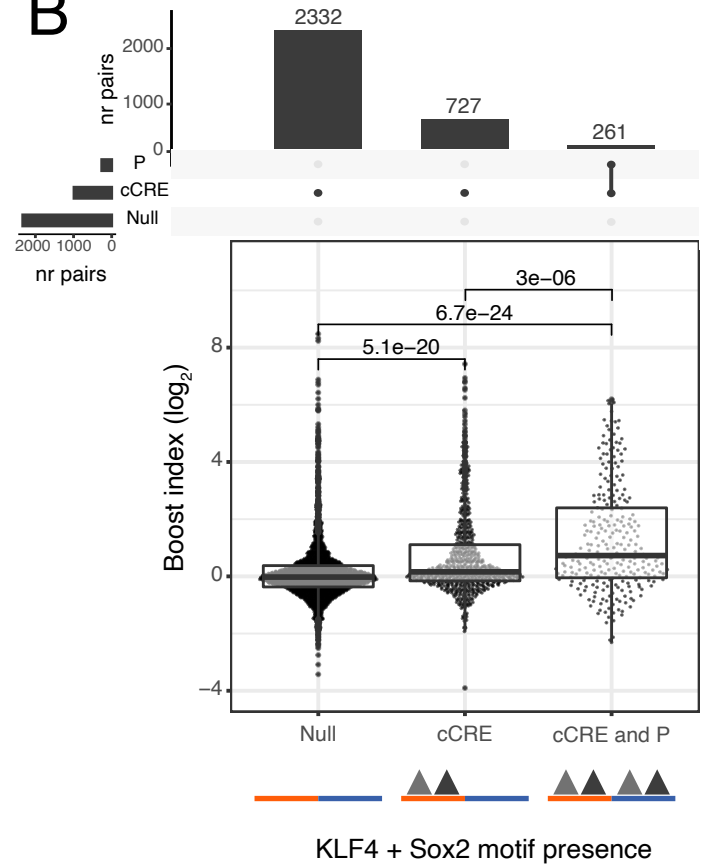 B
2332
2000
727
1000
261
0
nr pairs
P
cCRE
Null
2000 1000 0
nr pairs
3e−06
6.7e−24
5.1e−20
8
4
0
−4
Boost index (log2)
Null cCRE cCRE and P
KLF4 + Sox2 motif presence